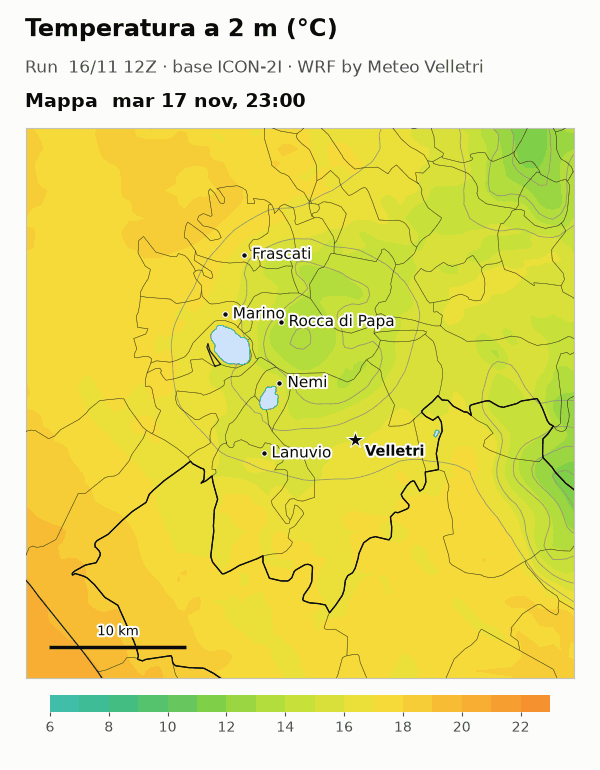 Temperatura a 2 m (°C)
Run  16/11 12Z · base ICON-2I · WRF by Meteo Velletri
Mappa  mar 17 nov, 23:00
Frascati
Marino
Rocca di Papa
Nemi
Velletri
Lanuvio
10 km
6 8 10 12 14 16 18 20 22